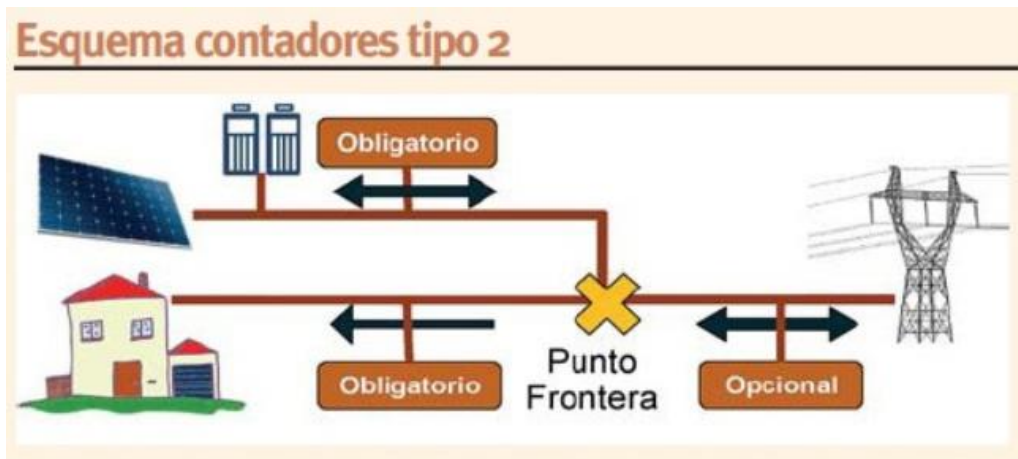 Esquema contadores tipo 2
Obligatorio
Obligatorio
Punto
Frontera
Opcional